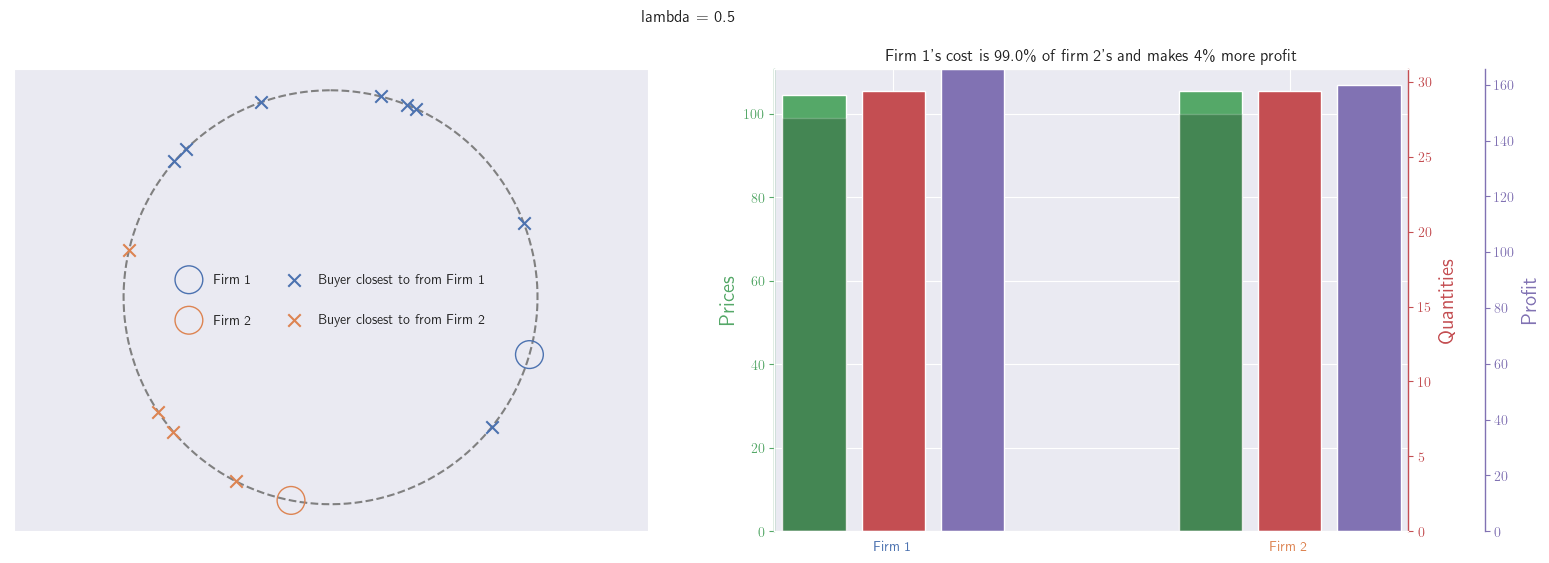 lambda = 0.5
Firm 1's cost is 99.0% of firm 2's and makes 4% more profit
Firm 1
Firm 2
Buyer closest to from Firm 1
Buyer closest to from Firm 2
Prices
0
20
40
60
80
100
Firm 1
Firm 2
Quantities
0
5
10
15
20
25
30
Profit
0
20
40
60
80
100
120
140
160